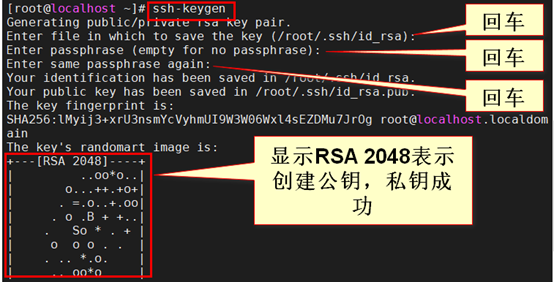 [root@localhost ~]# ssh-keygen
Generating public/private rsa key pair.
Enter file in which to save the key (/root/.ssh/id_rsa):
回车
Enter passphrase (empty for no passphrase):
回车
Enter same passphrase again:
回车
Your identification has been saved in /root/.ssh/id_rsa.
Your public key has been saved in /root/.ssh/id_rsa.pub.
The key fingerprint is:
SHA256:lMyij3+xrU3nsmYcVyhmUI9W3W06Wxl4sEZDMu7JrOg root@localhost.localdom
ain
The key's randomart image is:
+---[RSA 2048]----+
|        ..oo*o..|
|       o...++.+o+|
|      . =.o..+.oo|
|     . o .B + +..|
|    .   So * . + |
|     o  o o . .  |
|    . .. *.o.    |
|     .. oo*o     |
显示RSA 2048表示
创建公钥，私钥成
功